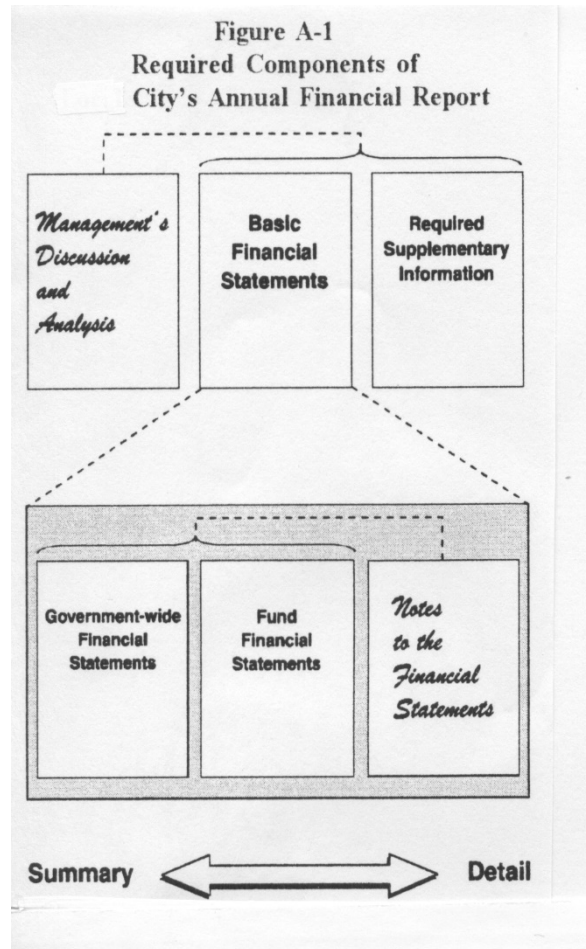 Figure A-1
Required Components of
City's Annual Financial Report
Management's
Discussion
and
Analysis
Basic
Financial
Statements
Required
Supplementary
Information
Government-wide
Financial
Statements
Fund
Financial
Statements
Notes
to the
Financial
Statements
Summary
Detail